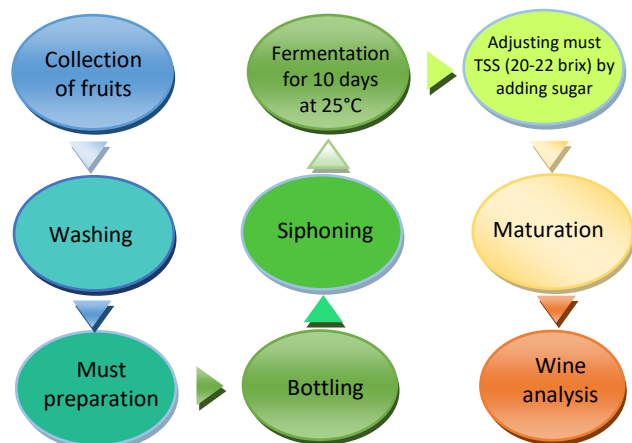 Collection
of fruits
Washing
Must
preparation
Bottling
Siphoning
Fermentation
for 10 days
at 25°C
Adjusting must
TSS (20-22 brix) by
adding sugar
Maturation
Wine
analysis